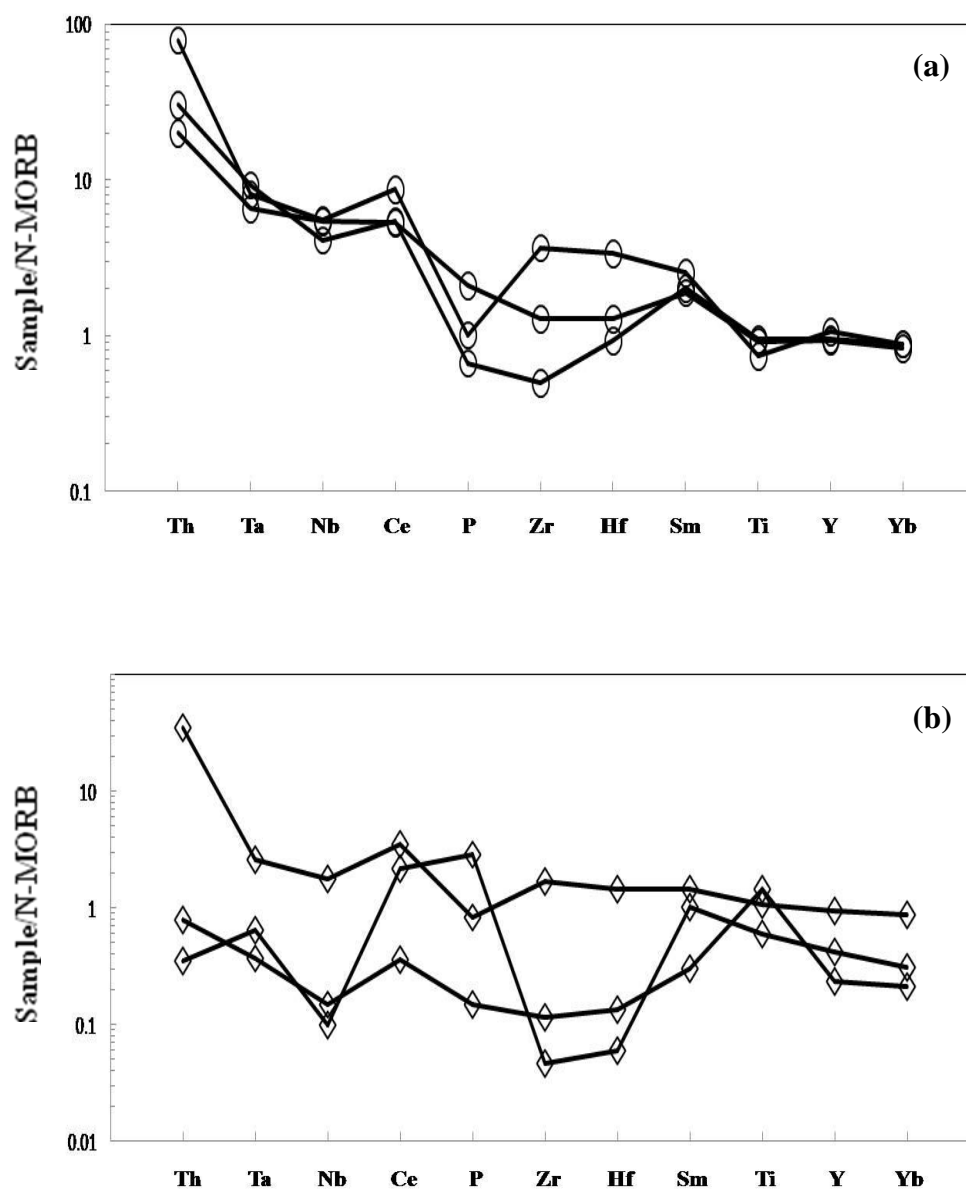 100
(a)
10
Sample/N-MORB
1
0.1
Th Ta Nb Ce P Zr Hf Sm Ti Y Yb
(b)
10
Sample/N-MORB
1
0.1
0.01
Th Ta Nb Ce P Zr Hf Sm Ti Y Yb